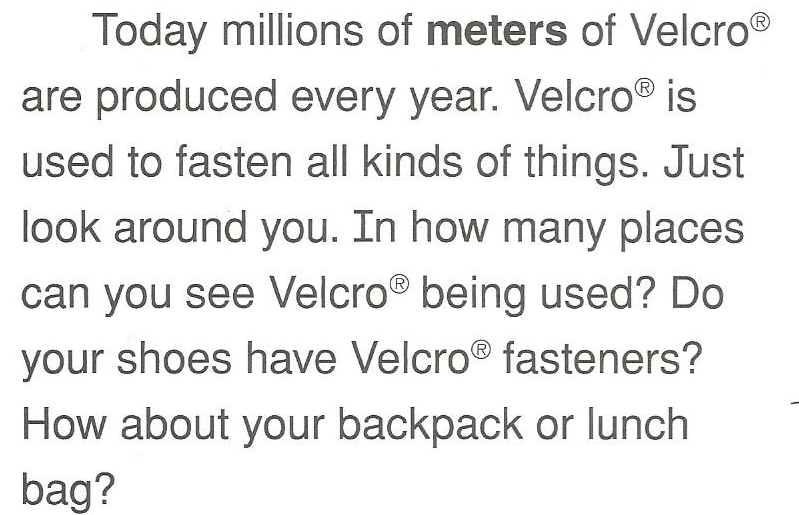 Today millions of meters of Velcro®
are produced every year. Velcro® is
used to fasten all kinds of things. Just
look around you. In how many places
can you see Velcro® being used? Do
your shoes have Velcro® fasteners?
How about your backpack or lunch
bag?